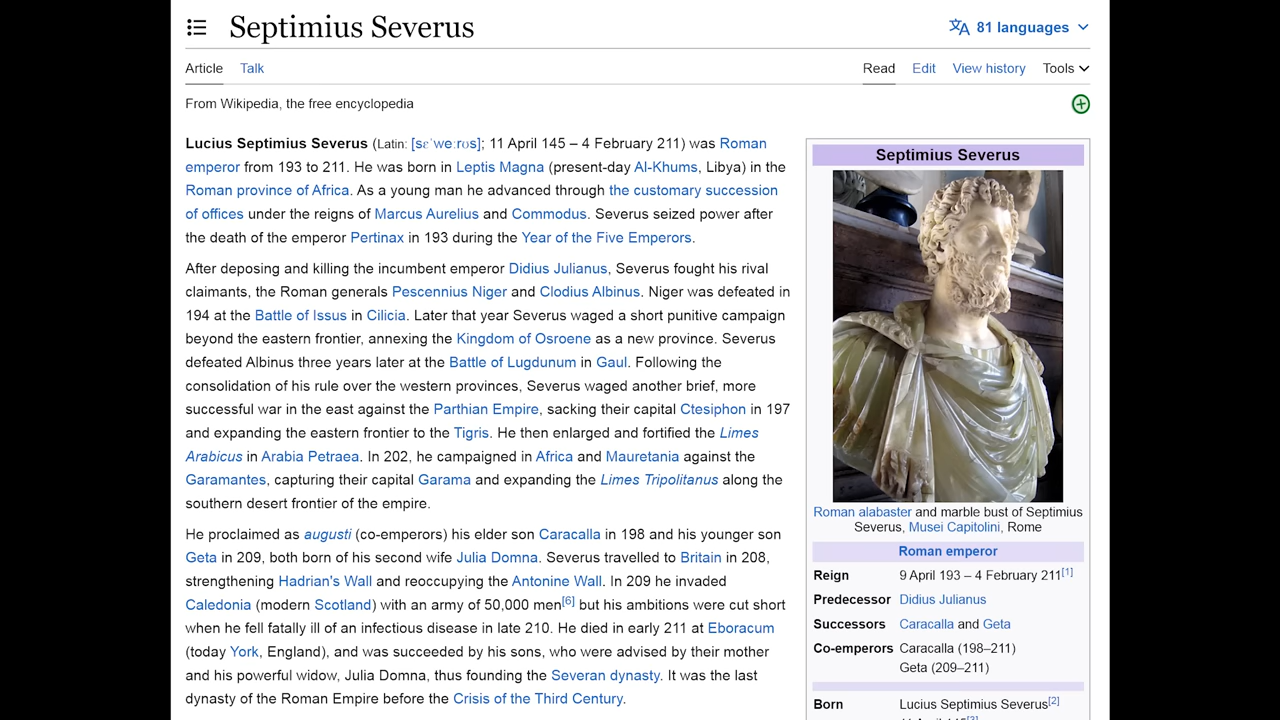 Septimius Severus
81 languages
Article Talk
Read Edit View history Tools
From Wikipedia, the free encyclopedia
Lucius Septimius Severus (Latin: [sɛˈweːrʊs]; 11 April 145 – 4 February 211) was Roman
emperor from 193 to 211. He was born in Leptis Magna (present-day Al-Khums, Libya) in the
Roman province of Africa. As a young man he advanced through the customary succession
of offices under the reigns of Marcus Aurelius and Commodus. Severus seized power after
the death of the emperor Pertinax in 193 during the Year of the Five Emperors.
After deposing and killing the incumbent emperor Didius Julianus, Severus fought his rival
claimants, the Roman generals Pescennius Niger and Clodius Albinus. Niger was defeated in
194 at the Battle of Issus in Cilicia. Later that year Severus waged a short punitive campaign
beyond the eastern frontier, annexing the Kingdom of Osroene as a new province. Severus
defeated Albinus three years later at the Battle of Lugdunum in Gaul. Following the
consolidation of his rule over the western provinces, Severus waged another brief, more
successful war in the east against the Parthian Empire, sacking their capital Ctesiphon in 197
and expanding the eastern frontier to the Tigris. He then enlarged and fortified the Limes
Arabicus in Arabia Petraea. In 202, he campaigned in Africa and Mauretania against the
Garamantes, capturing their capital Garama and expanding the Limes Tripolitanus along the
southern desert frontier of the empire.
He proclaimed as augusti (co-emperors) his elder son Caracalla in 198 and his younger son
Geta in 209, both born of his second wife Julia Domna. Severus travelled to Britain in 208,
strengthening Hadrian's Wall and reoccupying the Antonine Wall. In 209 he invaded
Caledonia (modern Scotland) with an army of 50,000 men[6] but his ambitions were cut short
when he fell fatally ill of an infectious disease in late 210. He died in early 211 at Eboracum
(today York, England), and was succeeded by his sons, who were advised by their mother
and his powerful widow, Julia Domna, thus founding the Severan dynasty. It was the last
dynasty of the Roman Empire before the Crisis of the Third Century.
Septimius Severus
Roman alabaster and marble bust of Septimius
Severus, Musei Capitolini, Rome
Roman emperor
Reign 9 April 193 – 4 February 211[1]
Predecessor Didius Julianus
Successors Caracalla and Geta
Co-emperors Caracalla (198–211)
Geta (209–211)
Born Lucius Septimius Severus[2]